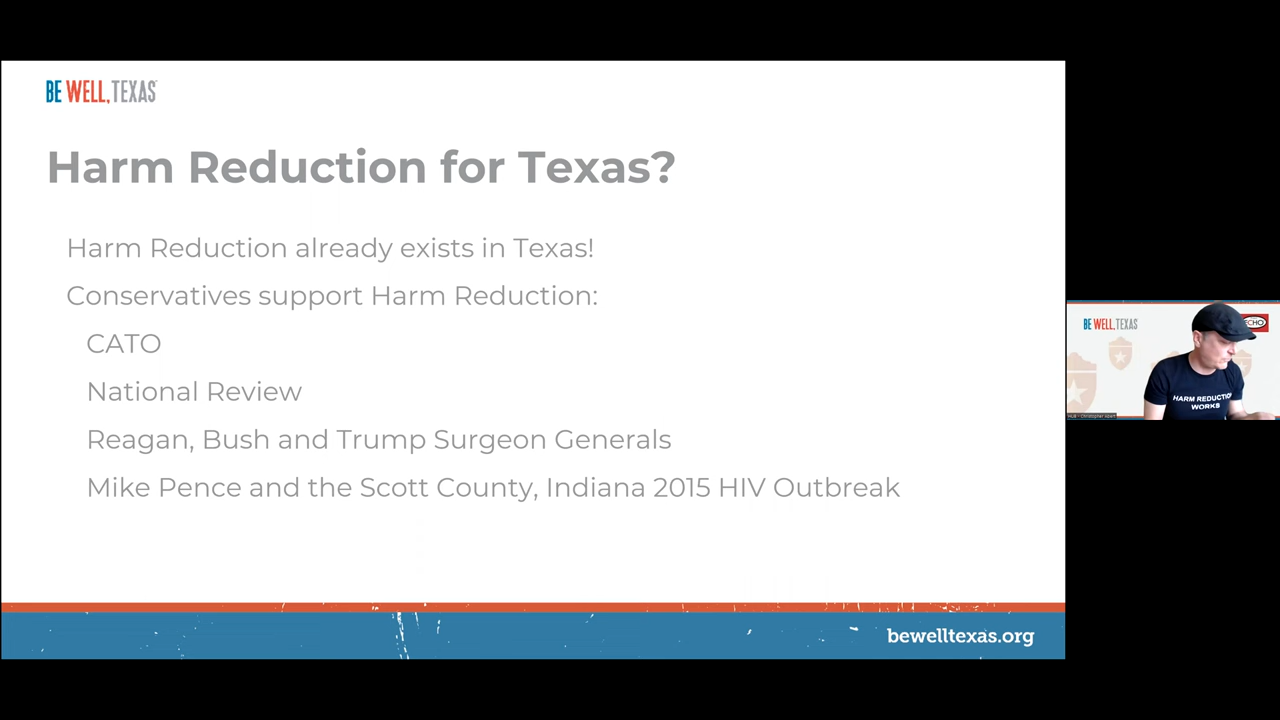 BE WELL, TEXAS
Harm Reduction for Texas?
Harm Reduction already exists in Texas!
Conservatives support Harm Reduction:
CATO
National Review
Reagan, Bush and Trump Surgeon Generals
Mike Pence and the Scott County, Indiana 2015 HIV Outbreak
bewelltexas.org
BE WELL, TEXAS
ECHO
HARM REDUCTION
WORKS